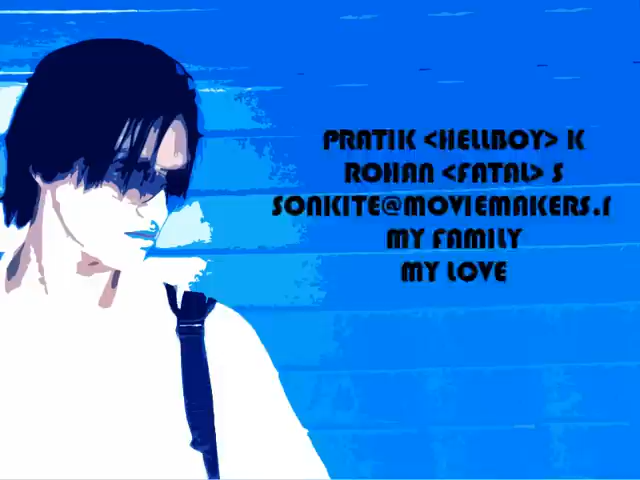 PRATIK <HELLBOY> K
ROHAN <FATAL> S
SONKITE@MOVIEMAKERS.
MY FAMILY
MY LOVE